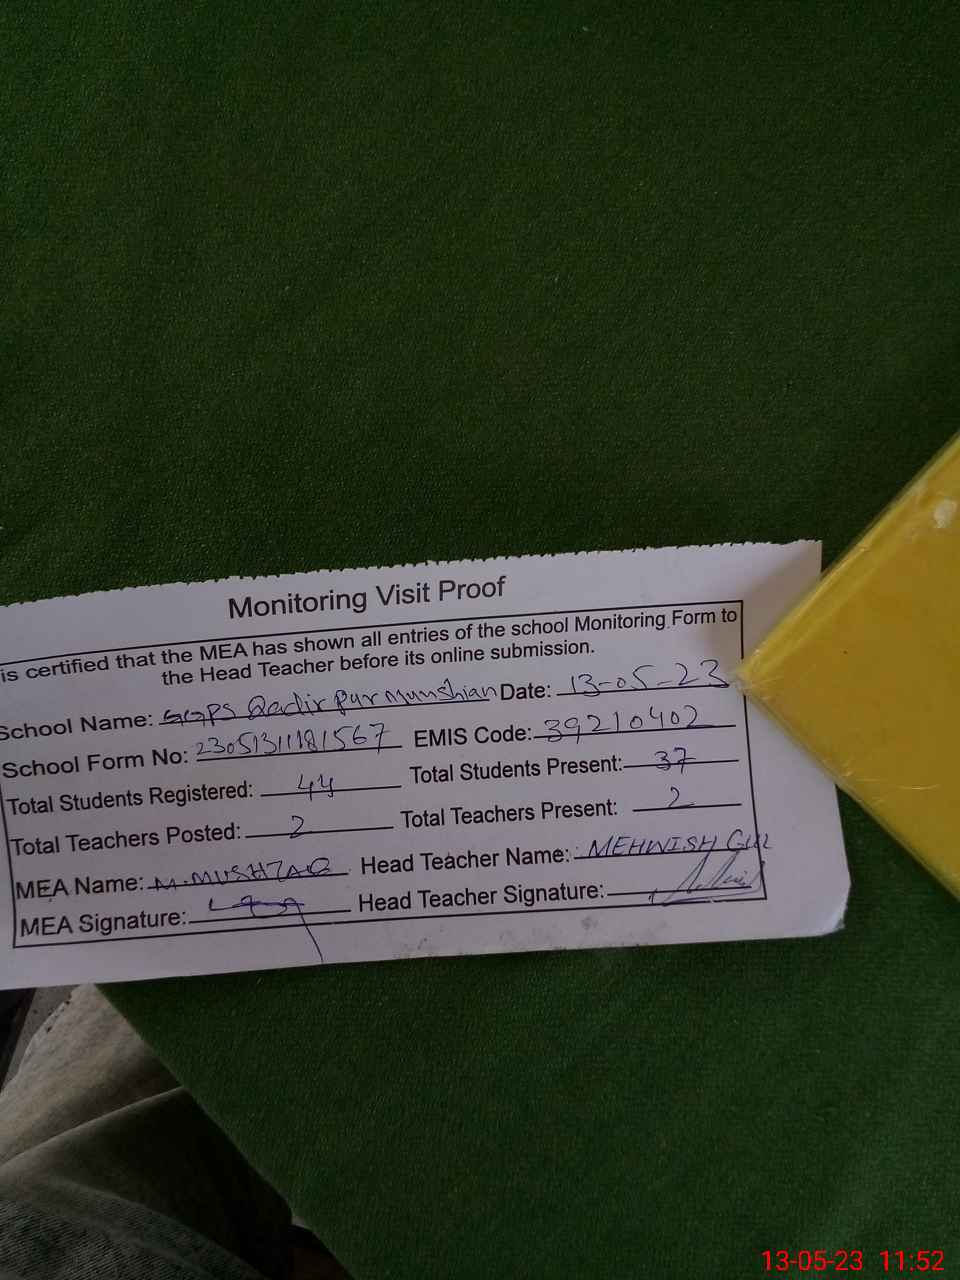 Monitoring Visit Proof
is certified that the MEA has shown all entries of the school Monitoring Form to
the Head Teacher before its online submission.
School Name: GGPS Qadir pur Munshian Date: 13-05-23
School Form No: 23051311181567 EMIS Code: 39210402
Total Students Registered: 44 Total Students Present: 37
Total Teachers Posted: 2 Total Teachers Present: 2
MEA Name: M.MUSHTAQ Head Teacher Name: MEHWISH GUL
MEA Signature: Head Teacher Signature:
13-05-23 11:52